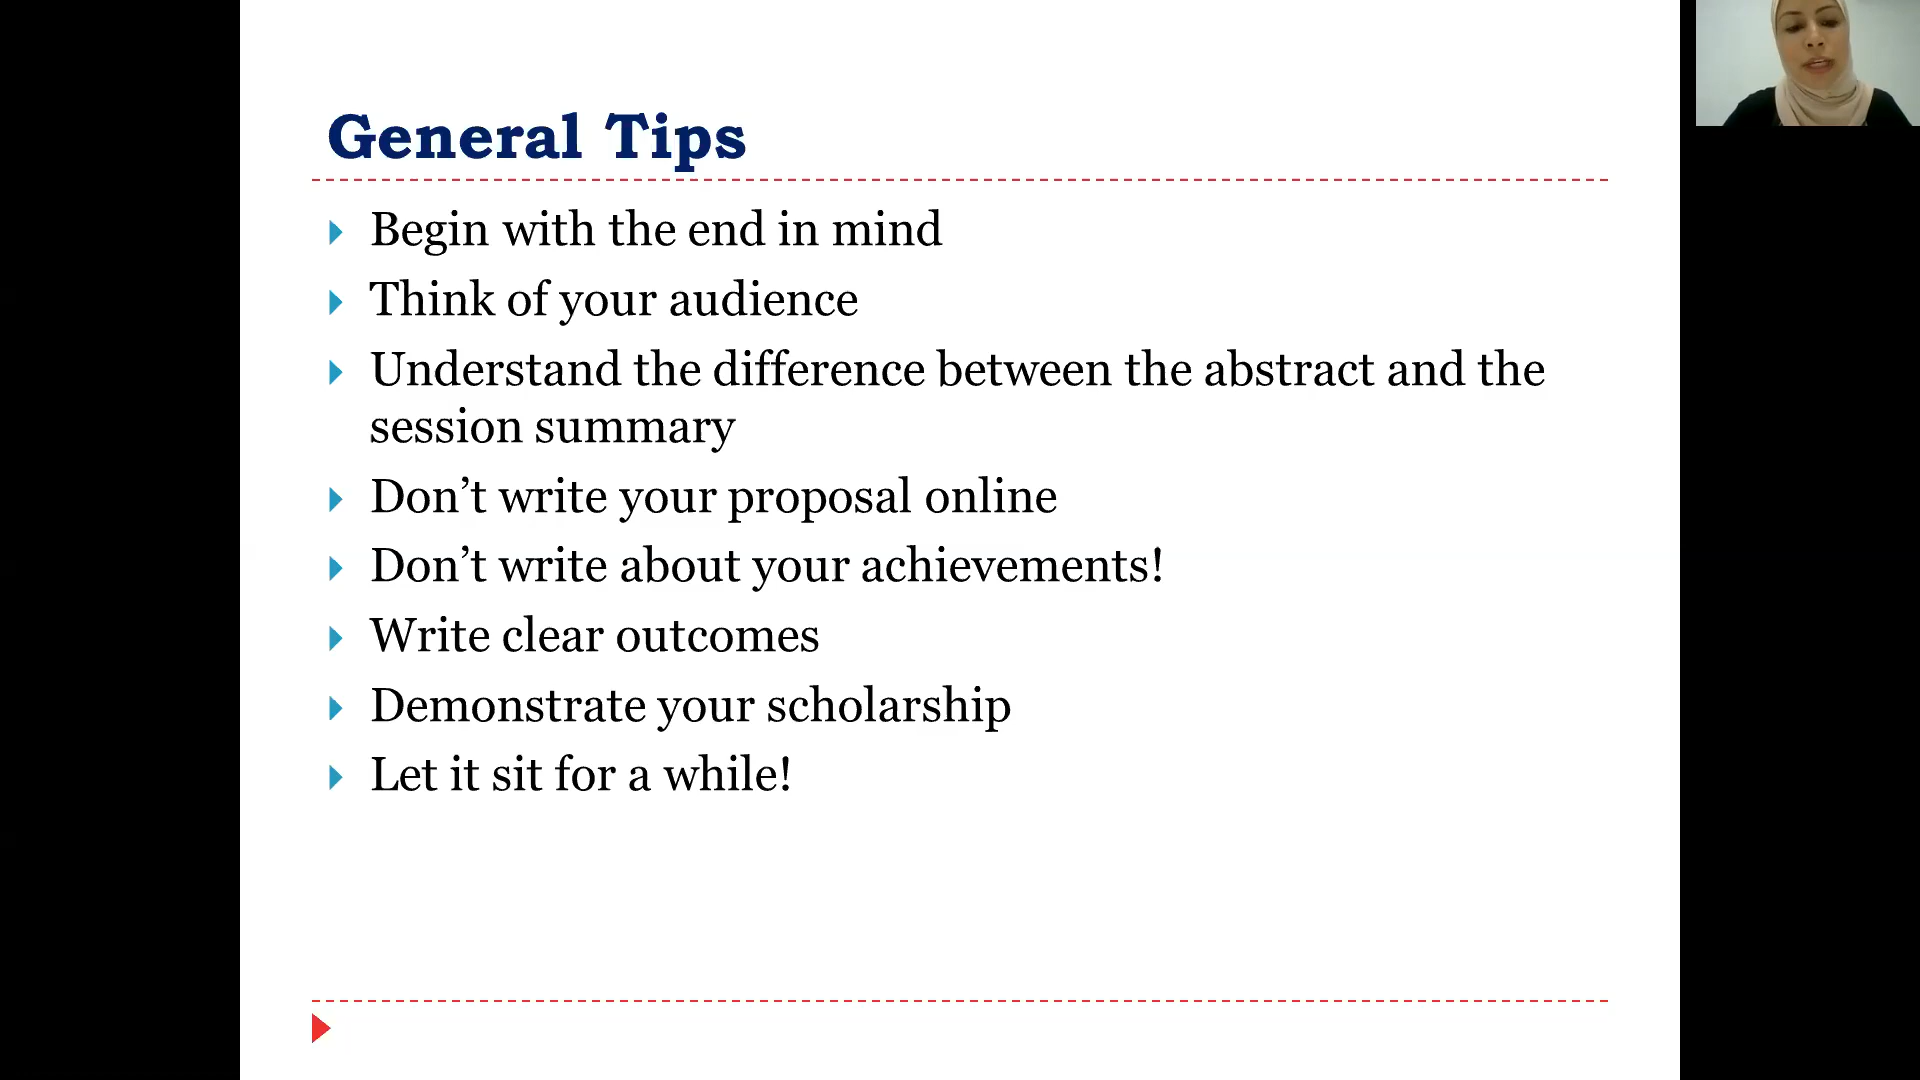 General Tips
Begin with the end in mind
Think of your audience
Understand the difference between the abstract and the
session summary
Don’t write your proposal online
Don’t write about your achievements!
Write clear outcomes
Demonstrate your scholarship
Let it sit for a while!